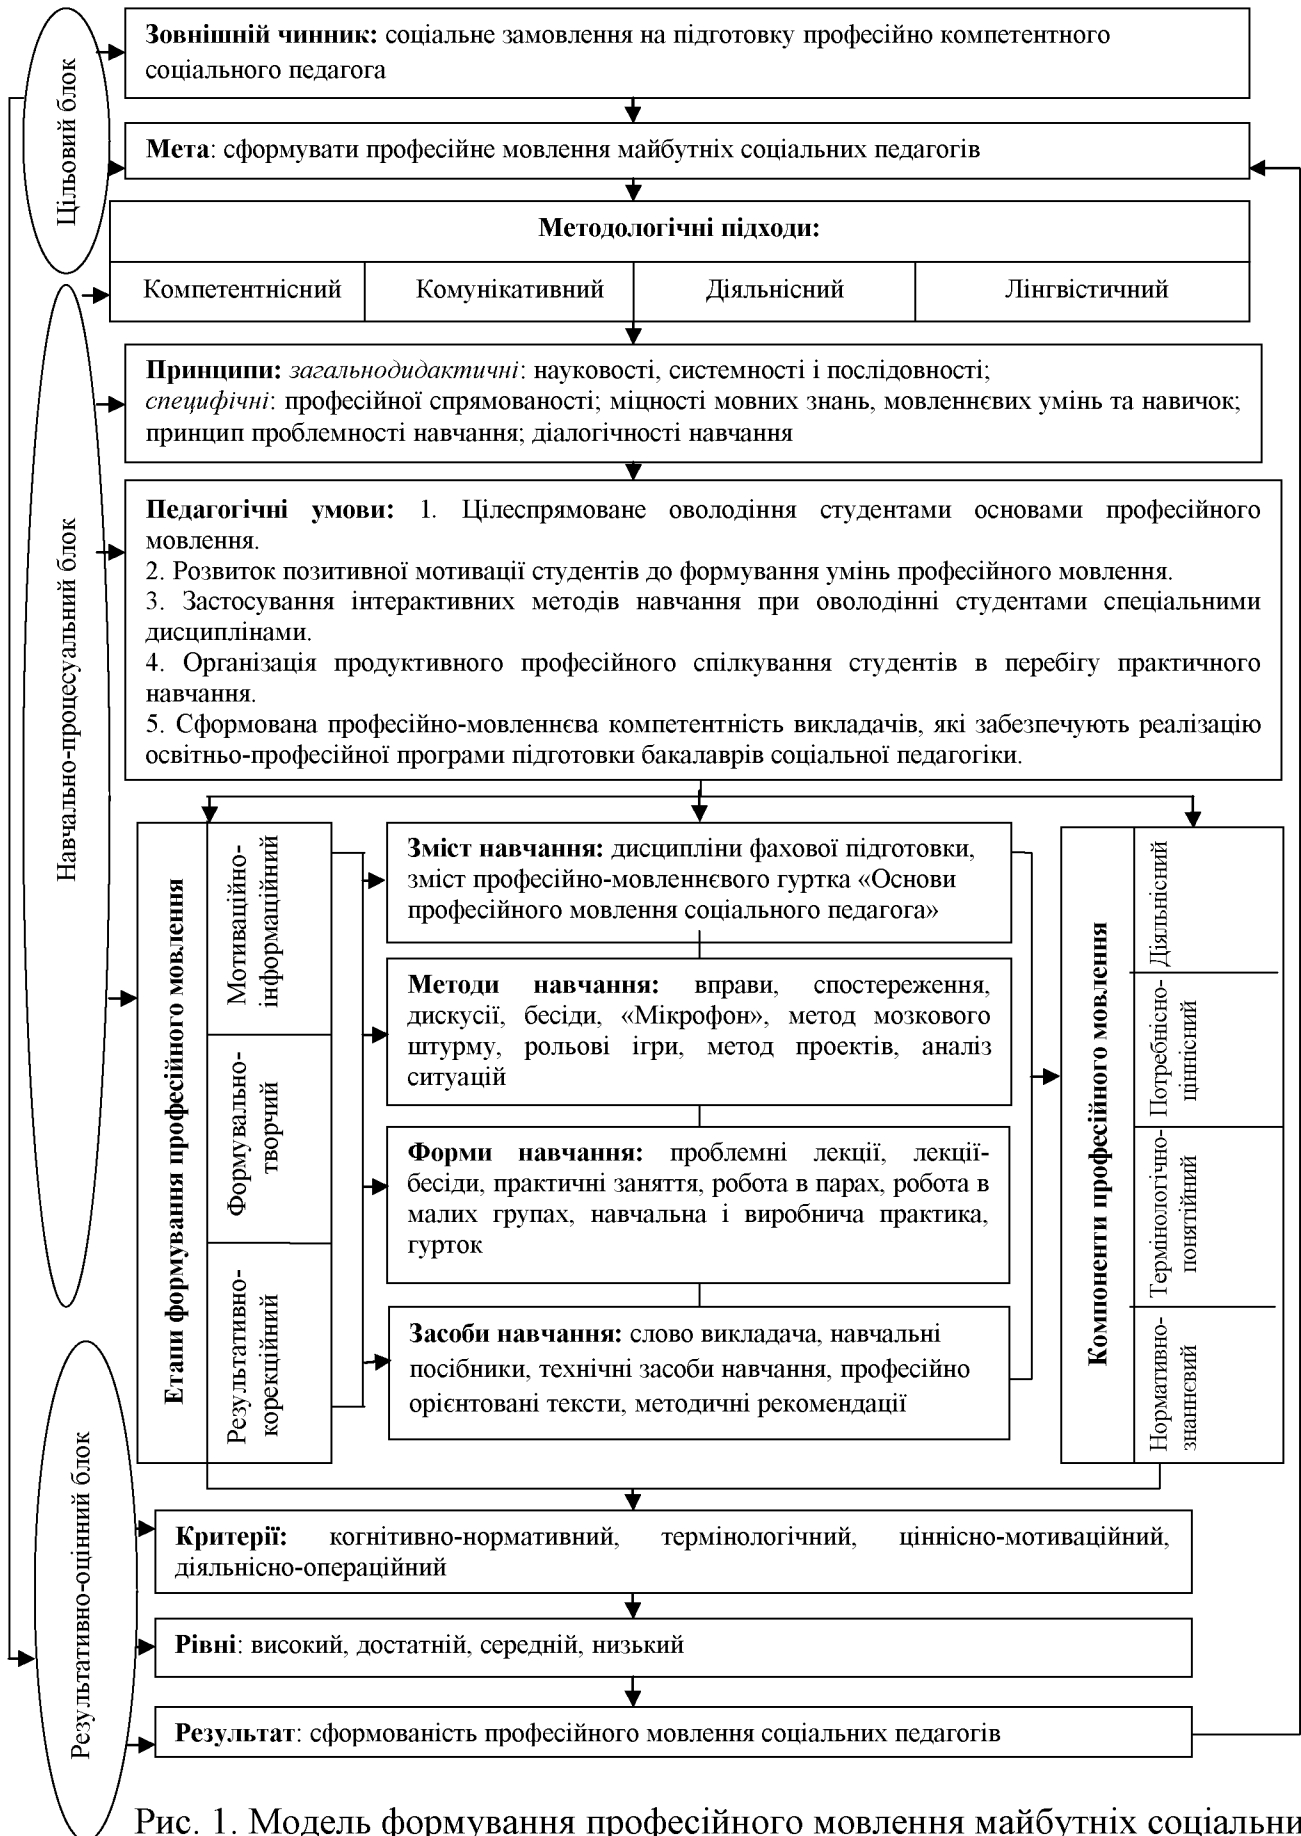 Цільовий блок
Зовнішній чинник: соціальне замовлення на підготовку професійно компетентного
соціального педагога
Мета: сформувати професійне мовлення майбутніх соціальних педагогів
Методологічні підходи:
Компетентнісний Комунікативний Діяльнісний Лінгвістичний
Навчально-процесуальний блок
Принципи: загальнодидактичні: науковості, системності і послідовності;
специфічні: професійної спрямованості; міцності мовних знань, мовленнєвих умінь та навичок;
принцип проблемності навчання; діалогічності навчання
Педагогічні умови: 1. Цілеспрямоване оволодіння студентами основами професійного
мовлення.
2. Розвиток позитивної мотивації студентів до формування умінь професійного мовлення.
3. Застосування інтерактивних методів навчання при оволодінні студентами спеціальними
дисциплінами.
4. Організація продуктивного професійного спілкування студентів в перебігу практичного
навчання.
5. Сформована професійно-мовленнєва компетентність викладачів, які забезпечують реалізацію
освітньо-професійної програми підготовки бакалаврів соціальної педагогіки.
Етапи формування професійного мовлення
Мотиваційно-
інформаційний
Формувально-
творчий
Результативно-
корекційний
Зміст навчання: дисципліни фахової підготовки,
зміст професійно-мовленнєвого гуртка «Основи
професійного мовлення соціального педагога»
Методи навчання: вправи, спостереження,
дискусії, бесіди, «Мікрофон», метод мозкового
штурму, рольові ігри, метод проектів, аналіз
ситуацій
Форми навчання: проблемні лекції, лекції-
бесіди, практичні заняття, робота в парах, робота в
малих групах, навчальна і виробнича практика,
гурток
Засоби навчання: слово викладача, навчальні
посібники, технічні засоби навчання, професійно
орієнтовані тексти, методичні рекомендації
Компоненти професійного мовлення
Діяльнісний
Потребнісно-
ціннісний
Термінологічно-
понятійний
Нормативно-
знаннєвий
Результативно-оцінний блок
Критерії: когнітивно-нормативний, термінологічний, ціннісно-мотиваційний,
діяльнісно-операційний
Рівні: високий, достатній, середній, низький
Результат: сформованість професійного мовлення соціальних педагогів
Рис. 1. Модель формування професійного мовлення майбутніх соціальни